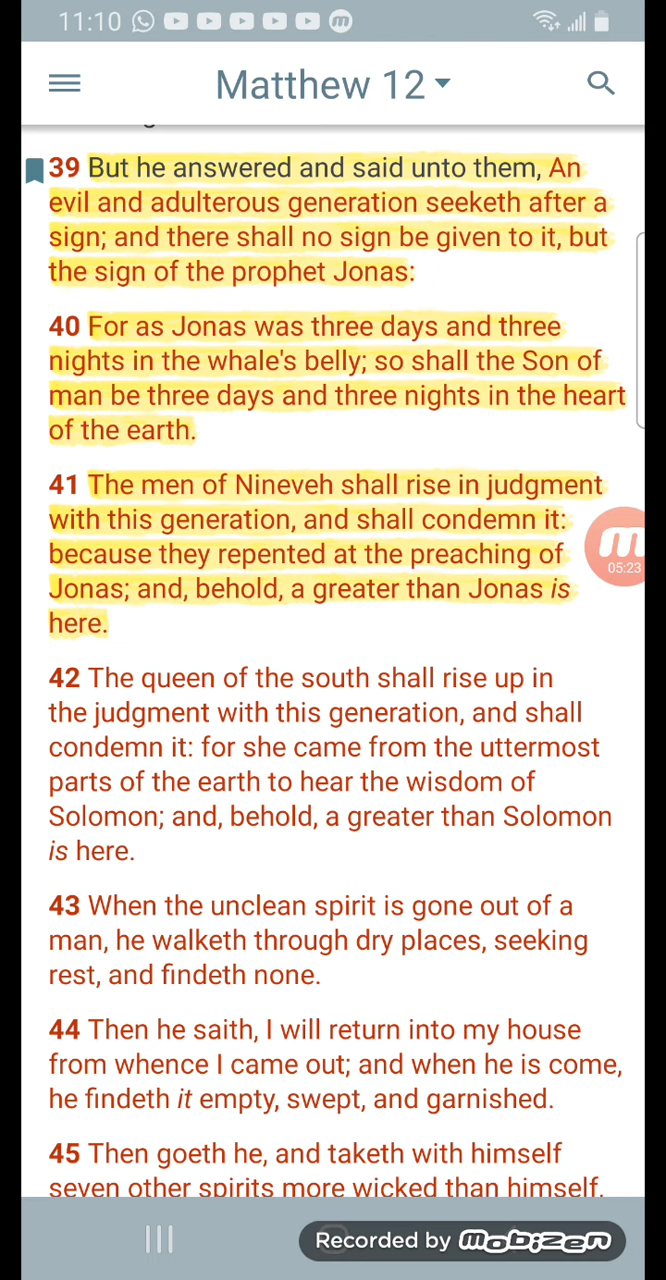 11:10
Matthew 12
39 But he answered and said unto them, An
evil and adulterous generation seeketh after a
sign; and there shall no sign be given to it, but
the sign of the prophet Jonas:
40 For as Jonas was three days and three
nights in the whale's belly; so shall the Son of
man be three days and three nights in the heart
of the earth.
41 The men of Nineveh shall rise in judgment
with this generation, and shall condemn it:
because they repented at the preaching of
Jonas; and, behold, a greater than Jonas is
here.
05:23
42 The queen of the south shall rise up in
the judgment with this generation, and shall
condemn it: for she came from the uttermost
parts of the earth to hear the wisdom of
Solomon; and, behold, a greater than Solomon
is here.
43 When the unclean spirit is gone out of a
man, he walketh through dry places, seeking
rest, and findeth none.
44 Then he saith, I will return into my house
from whence I came out; and when he is come,
he findeth it empty, swept, and garnished.
45 Then goeth he, and taketh with himself
seven other spirits more wicked than himself,
Recorded by mobizen